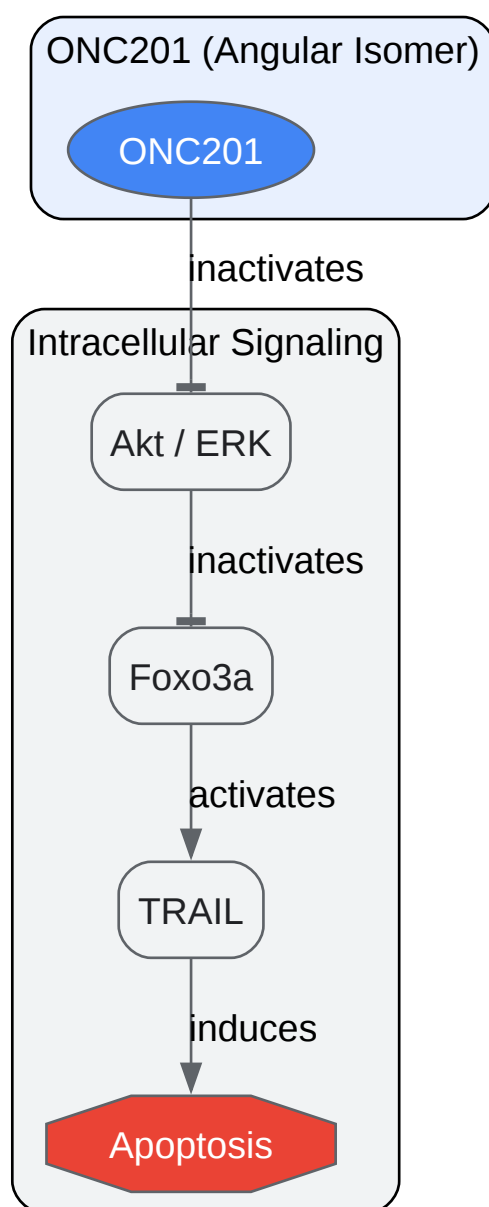 ONC201 (Angular Isomer)
ONC201
inactivates
Intracellular Signaling
Akt / ERK
inactivates
Foxo3a
activates
TRAIL
induces
Apoptosis